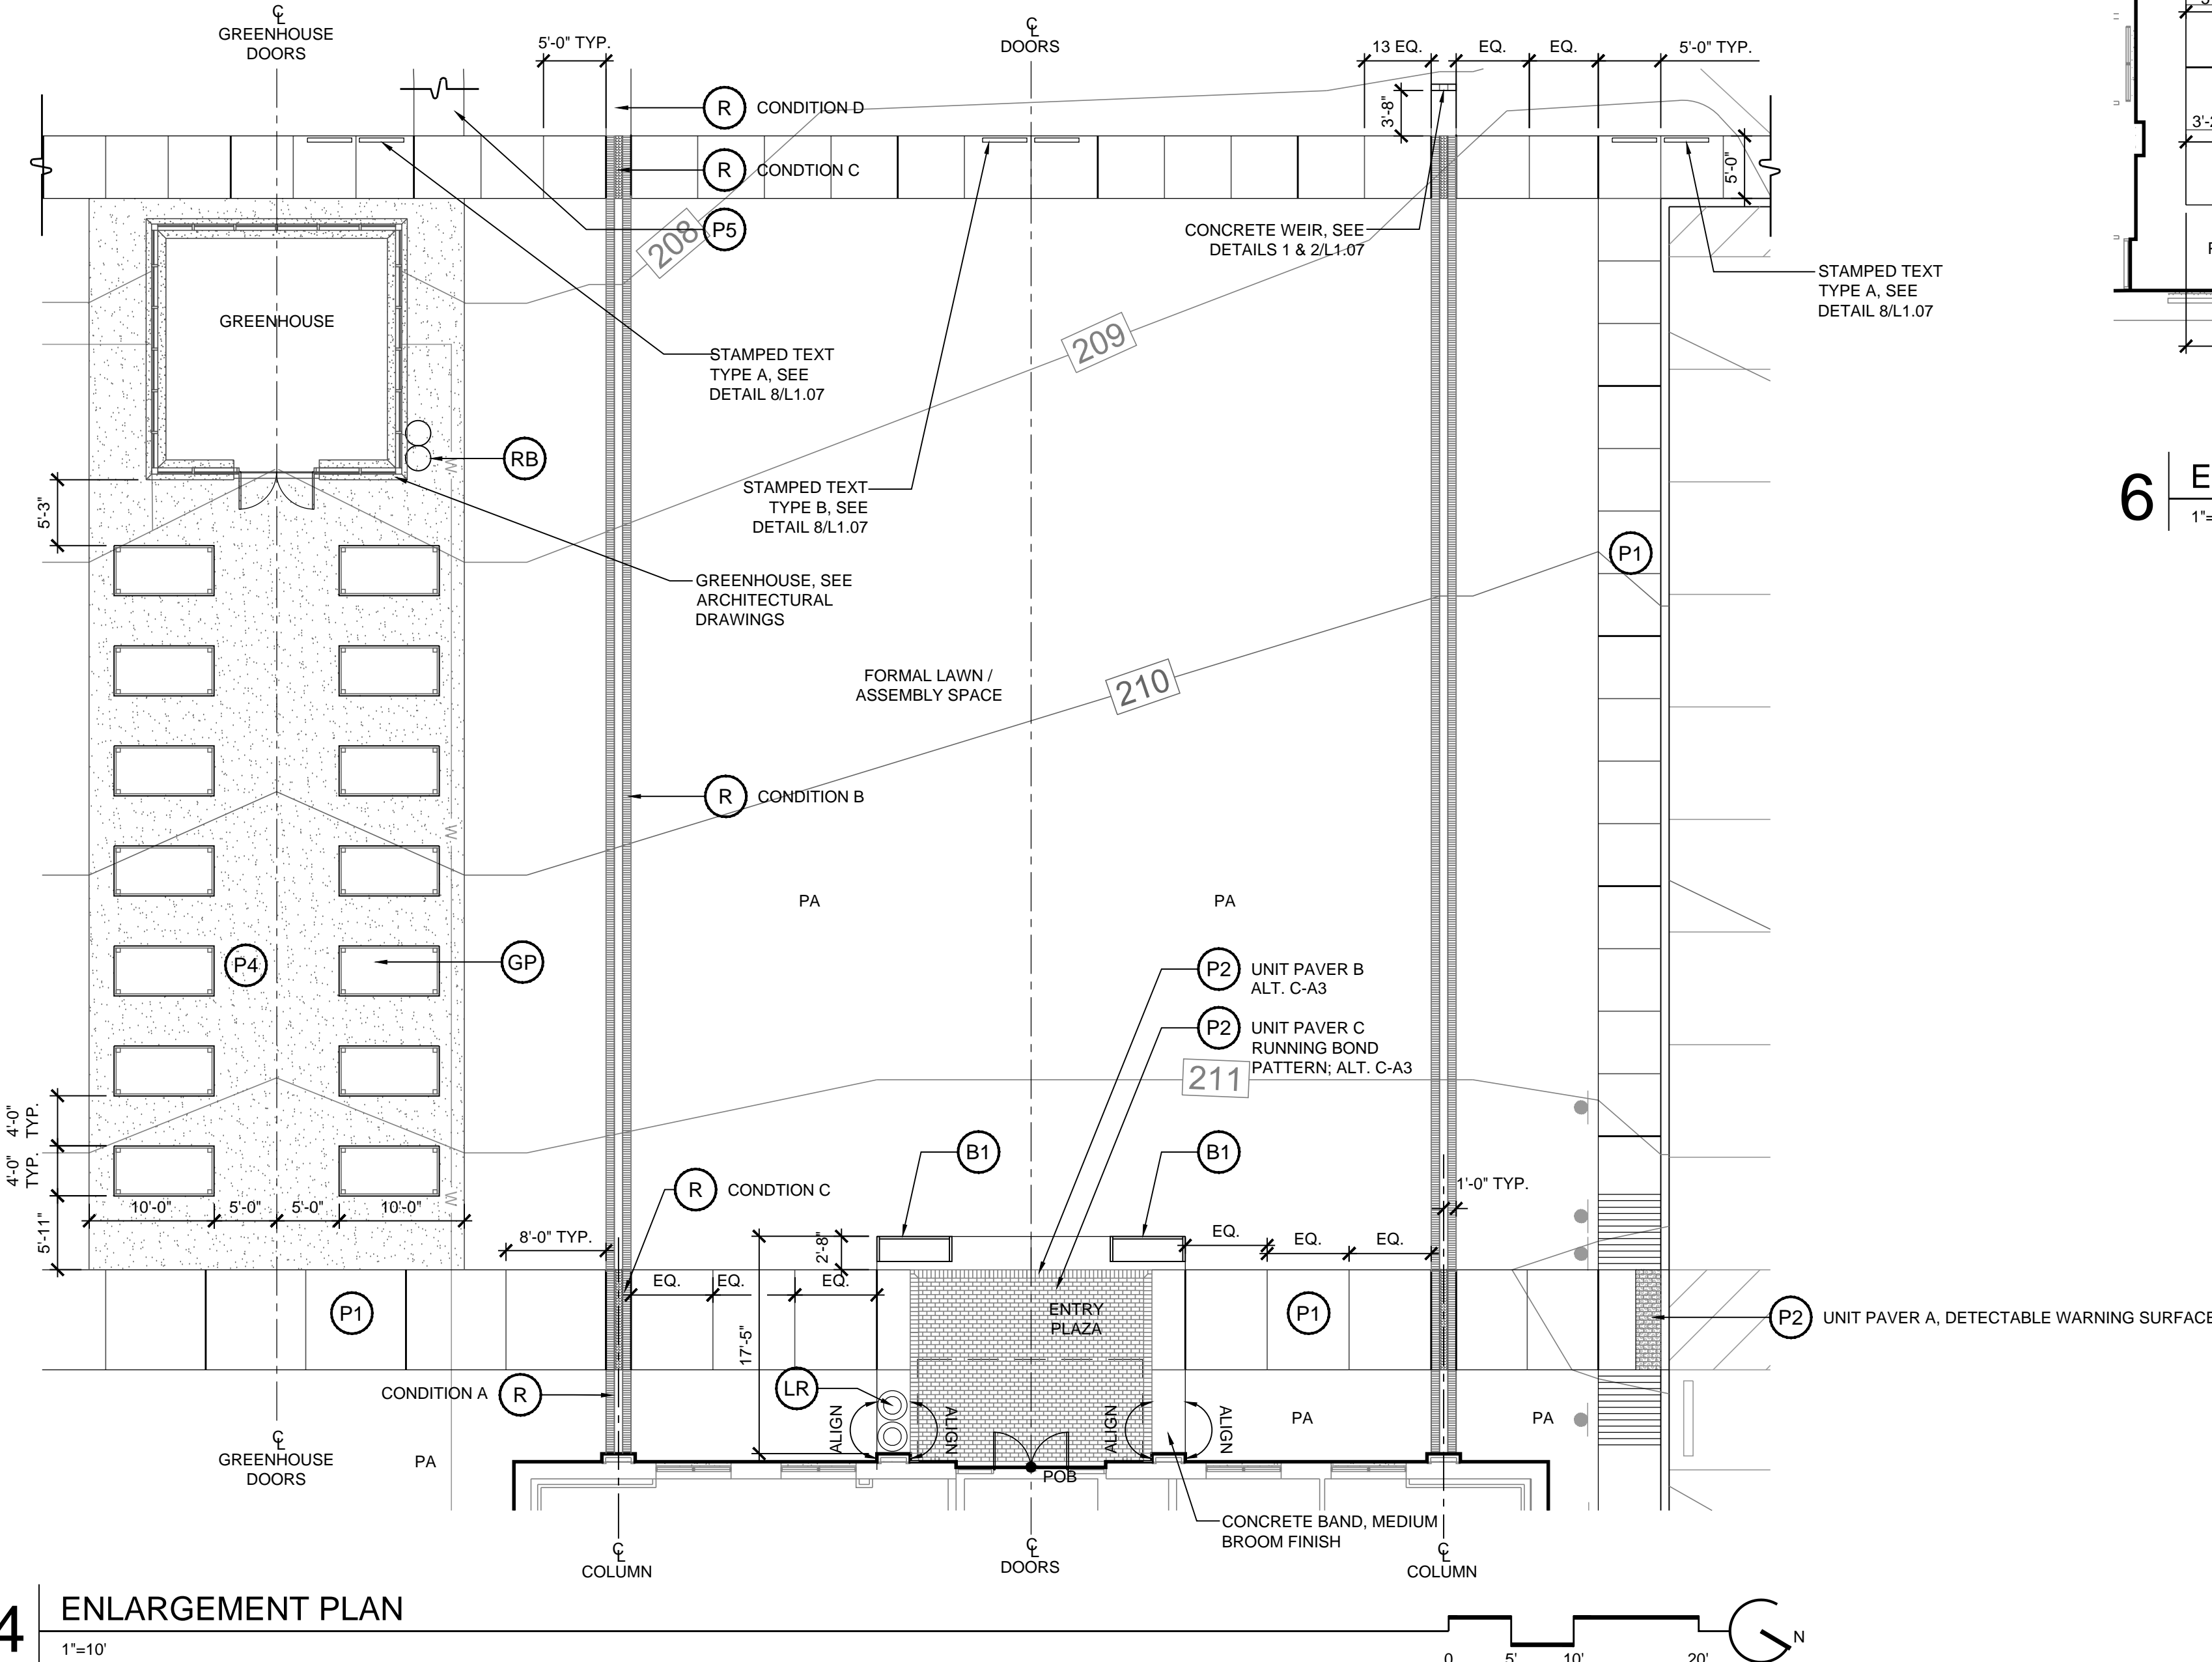 ℄
GREENHOUSE
DOORS
5'-0" TYP.
℄
DOORS
13 EQ.
EQ.
EQ.
5'-0" TYP.
R CONDITION D
3'-8"
R CONDTION C
5'-0"
3'-2
P5
208
CONCRETE WEIR, SEE
DETAILS 1 & 2/L1.07
STAMPED TEXT
TYPE A, SEE
DETAIL 8/L1.07
GREENHOUSE
209
STAMPED TEXT
TYPE A, SEE
DETAIL 8/L1.07
RB
W
5'-3"
STAMPED TEXT
TYPE B, SEE
DETAIL 8/L1.07
6
1"=
P1
GREENHOUSE, SEE
ARCHITECTURAL
DRAWINGS
FORMAL LAWN /
ASSEMBLY SPACE
210
R CONDITION B
W
PA
PA
P4
GP
P2 UNIT PAVER B
ALT. C-A3
P2 UNIT PAVER C
RUNNING BOND
PATTERN; ALT. C-A3
211
4'-0"
TYP.
4'-0"
TYP.
B1
B1
R CONDTION C
1'-0" TYP.
W
10'-0"
5'-0"
5'-0"
10'-0"
5'-11"
8'-0" TYP.
2'-8"
EQ.
EQ.
EQ.
EQ.
EQ.
EQ.
P1
17'-5"
ENTRY
PLAZA
P1
P2 UNIT PAVER A, DETECTABLE WARNING SURFACE
CONDITION A R
LR
ALIGN
ALIGN
ALIGN
ALIGN
PA
PA
℄
GREENHOUSE
DOORS
PA
POB
CONCRETE BAND, MEDIUM
BROOM FINISH
℄
COLUMN
℄
DOORS
℄
COLUMN
4
ENLARGEMENT PLAN
1"=10'
0 5' 10' 20'
N